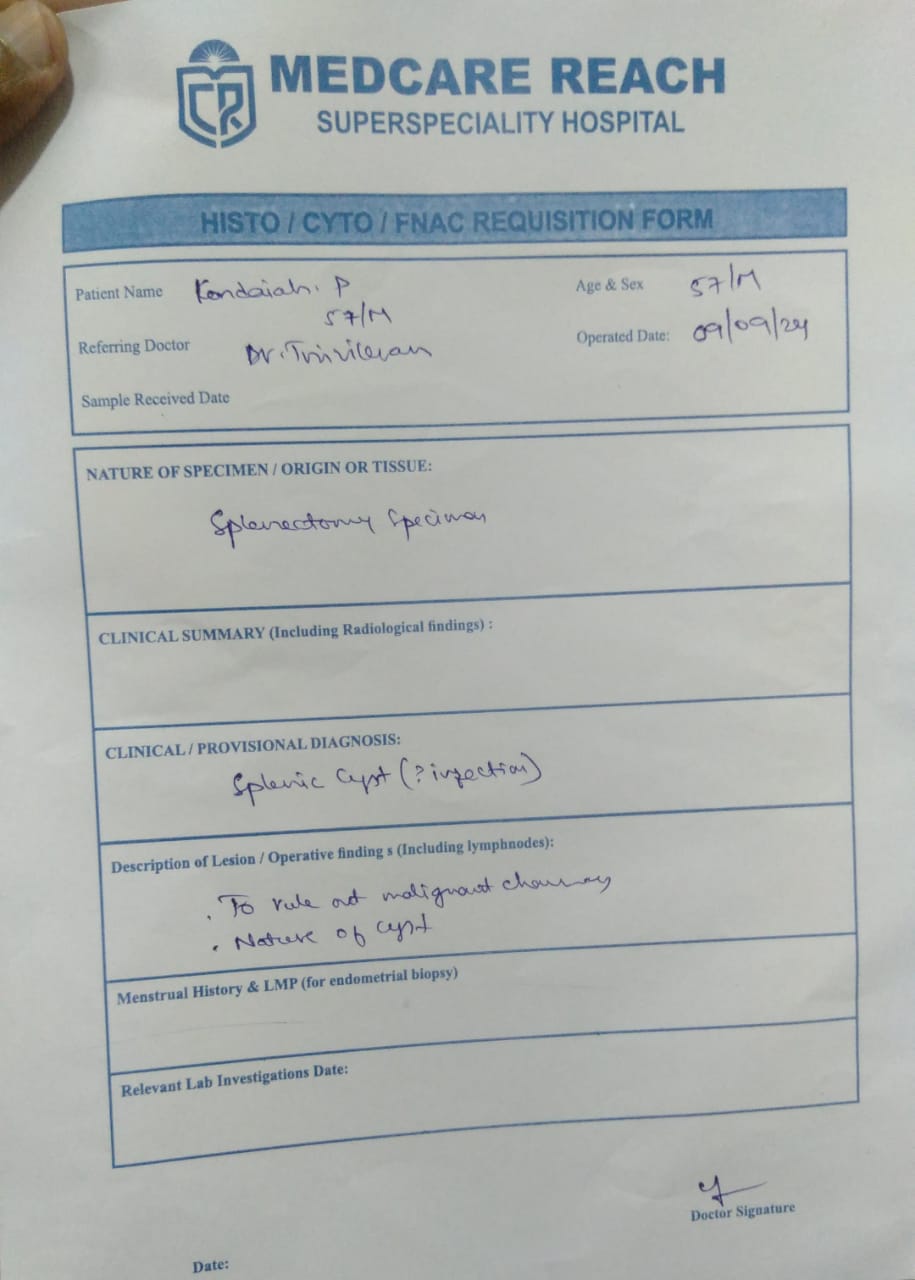 MEDCARE REACH
SUPERSPECIALITY HOSPITAL
HISTO / CYTO / FNAC REQUISITION FORM
Patient Name Kondaiah. P
57/M
Age & Sex 57/M
Referring Doctor Dr.
Operated Date: 09/09/24
Sample Received Date
NATURE OF SPECIMEN / ORIGIN OR TISSUE:
Splenectomy Specimen
CLINICAL SUMMARY (Including Radiological findings) :
CLINICAL / PROVISIONAL DIAGNOSIS:
Splenic Cyst (? infection)
Description of Lesion / Operative finding s (Including lymphnodes):
. To rule out malignant
. Nature of cyst
Menstrual History & LMP (for endometrial biopsy)
Relevant Lab Investigations Date:
Doctor Signature
Date: